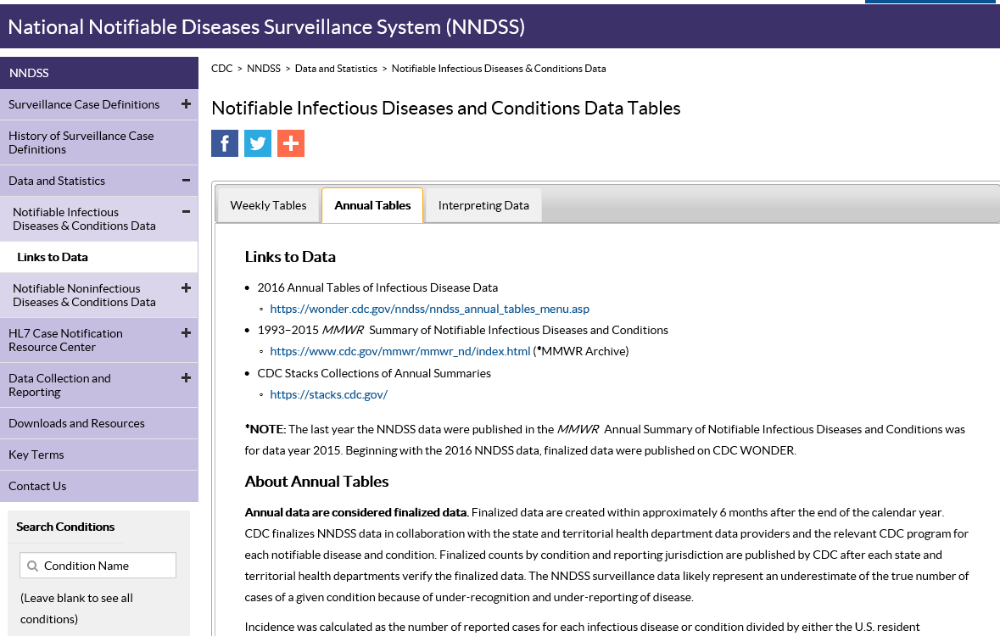 National Notifiable Diseases Surveillance System (NNDSS)
NNDSS
Surveillance Case Definitions
History of Surveillance Case
Definitions
Data and Statistics
Notifiable Infectious
Diseases & Conditions Data
Links to Data
Notifiable Noninfectious
Diseases & Conditions Data
HL7 Case Notification
Resource Center
Data Collection and
Reporting
Downloads and Resources
Key Terms
Contact Us
Search Conditions
Condition Name
(Leave blank to see all
conditions)
CDC > NNDSS > Data and Statistics > Notifiable Infectious Diseases & Conditions Data
Notifiable Infectious Diseases and Conditions Data Tables
Weekly Tables Annual Tables Interpreting Data
Links to Data
• 2016 Annual Tables of Infectious Disease Data
◦ https://wonder.cdc.gov/nndss/nndss_annual_tables_menu.asp
• 1993–2015 MMWR Summary of Notifiable Infectious Diseases and Conditions
◦ https://www.cdc.gov/mmwr/mmwr_nd/index.html (*MMWR Archive)
• CDC Stacks Collections of Annual Summaries
◦ https://stacks.cdc.gov/
*NOTE: The last year the NNDSS data were published in the MMWR Annual Summary of Notifiable Infectious Diseases and Conditions was
for data year 2015. Beginning with the 2016 NNDSS data, finalized data were published on CDC WONDER.
About Annual Tables
Annual data are considered finalized data. Finalized data are created within approximately 6 months after the end of the calendar year.
CDC finalizes NNDSS data in collaboration with the state and territorial health department data providers and the relevant CDC program for
each notifiable disease and condition. Finalized counts by condition and reporting jurisdiction are published by CDC after each state and
territorial health departments verify the finalized data. The NNDSS surveillance data likely represent an underestimate of the true number of
cases of a given condition because of under-recognition and under-reporting of disease.
Incidence was calculated as the number of reported cases for each infectious disease or condition divided by either the U.S. resident